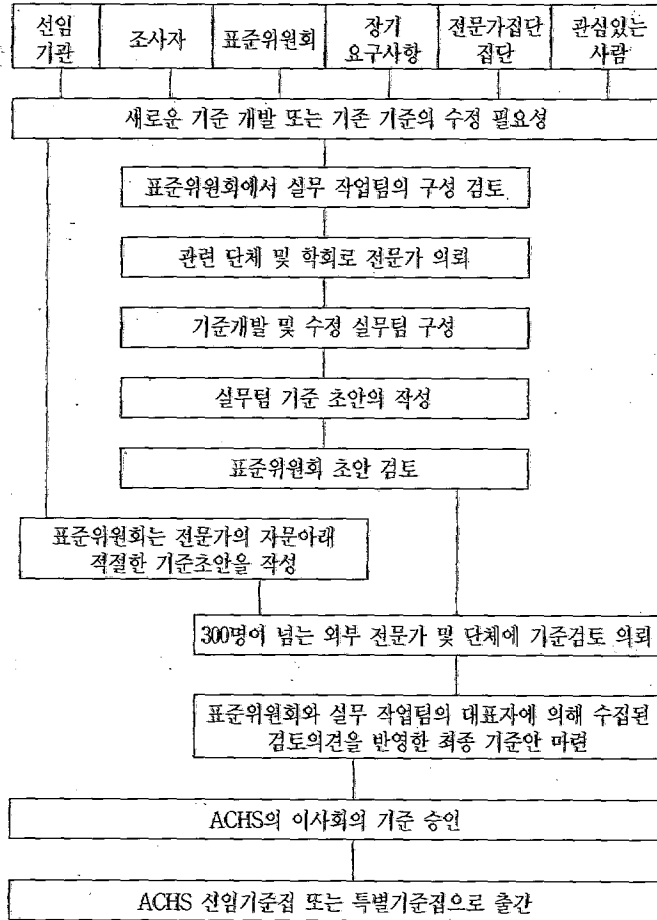 선임
기관
조사자
표준위원회
장기
요구사항
전문가집단
집단
관심있는
사람
새로운 기준 개발 또는 기존 기준의 수정 필요성
표준위원회에서 실무 작업팀의 구성 검토
관련 단체 및 학회로 전문가 의뢰
기준개발 및 수정 실무팀 구성
실무팀 기준 초안의 작성
표준위원회 초안 검토
표준위원회는 전문가의 자문아래
적절한 기준초안을 작성
300명이 넘는 외부 전문가 및 단체에 기준검토 의뢰
표준위원회와 실무 작업팀의 대표자에 의해 수집된
검토의견을 반영한 최종 기준안 마련
ACHS의 이사회의 기준 승인
ACHS 선임기준집 또는 특별기준집으로 출간